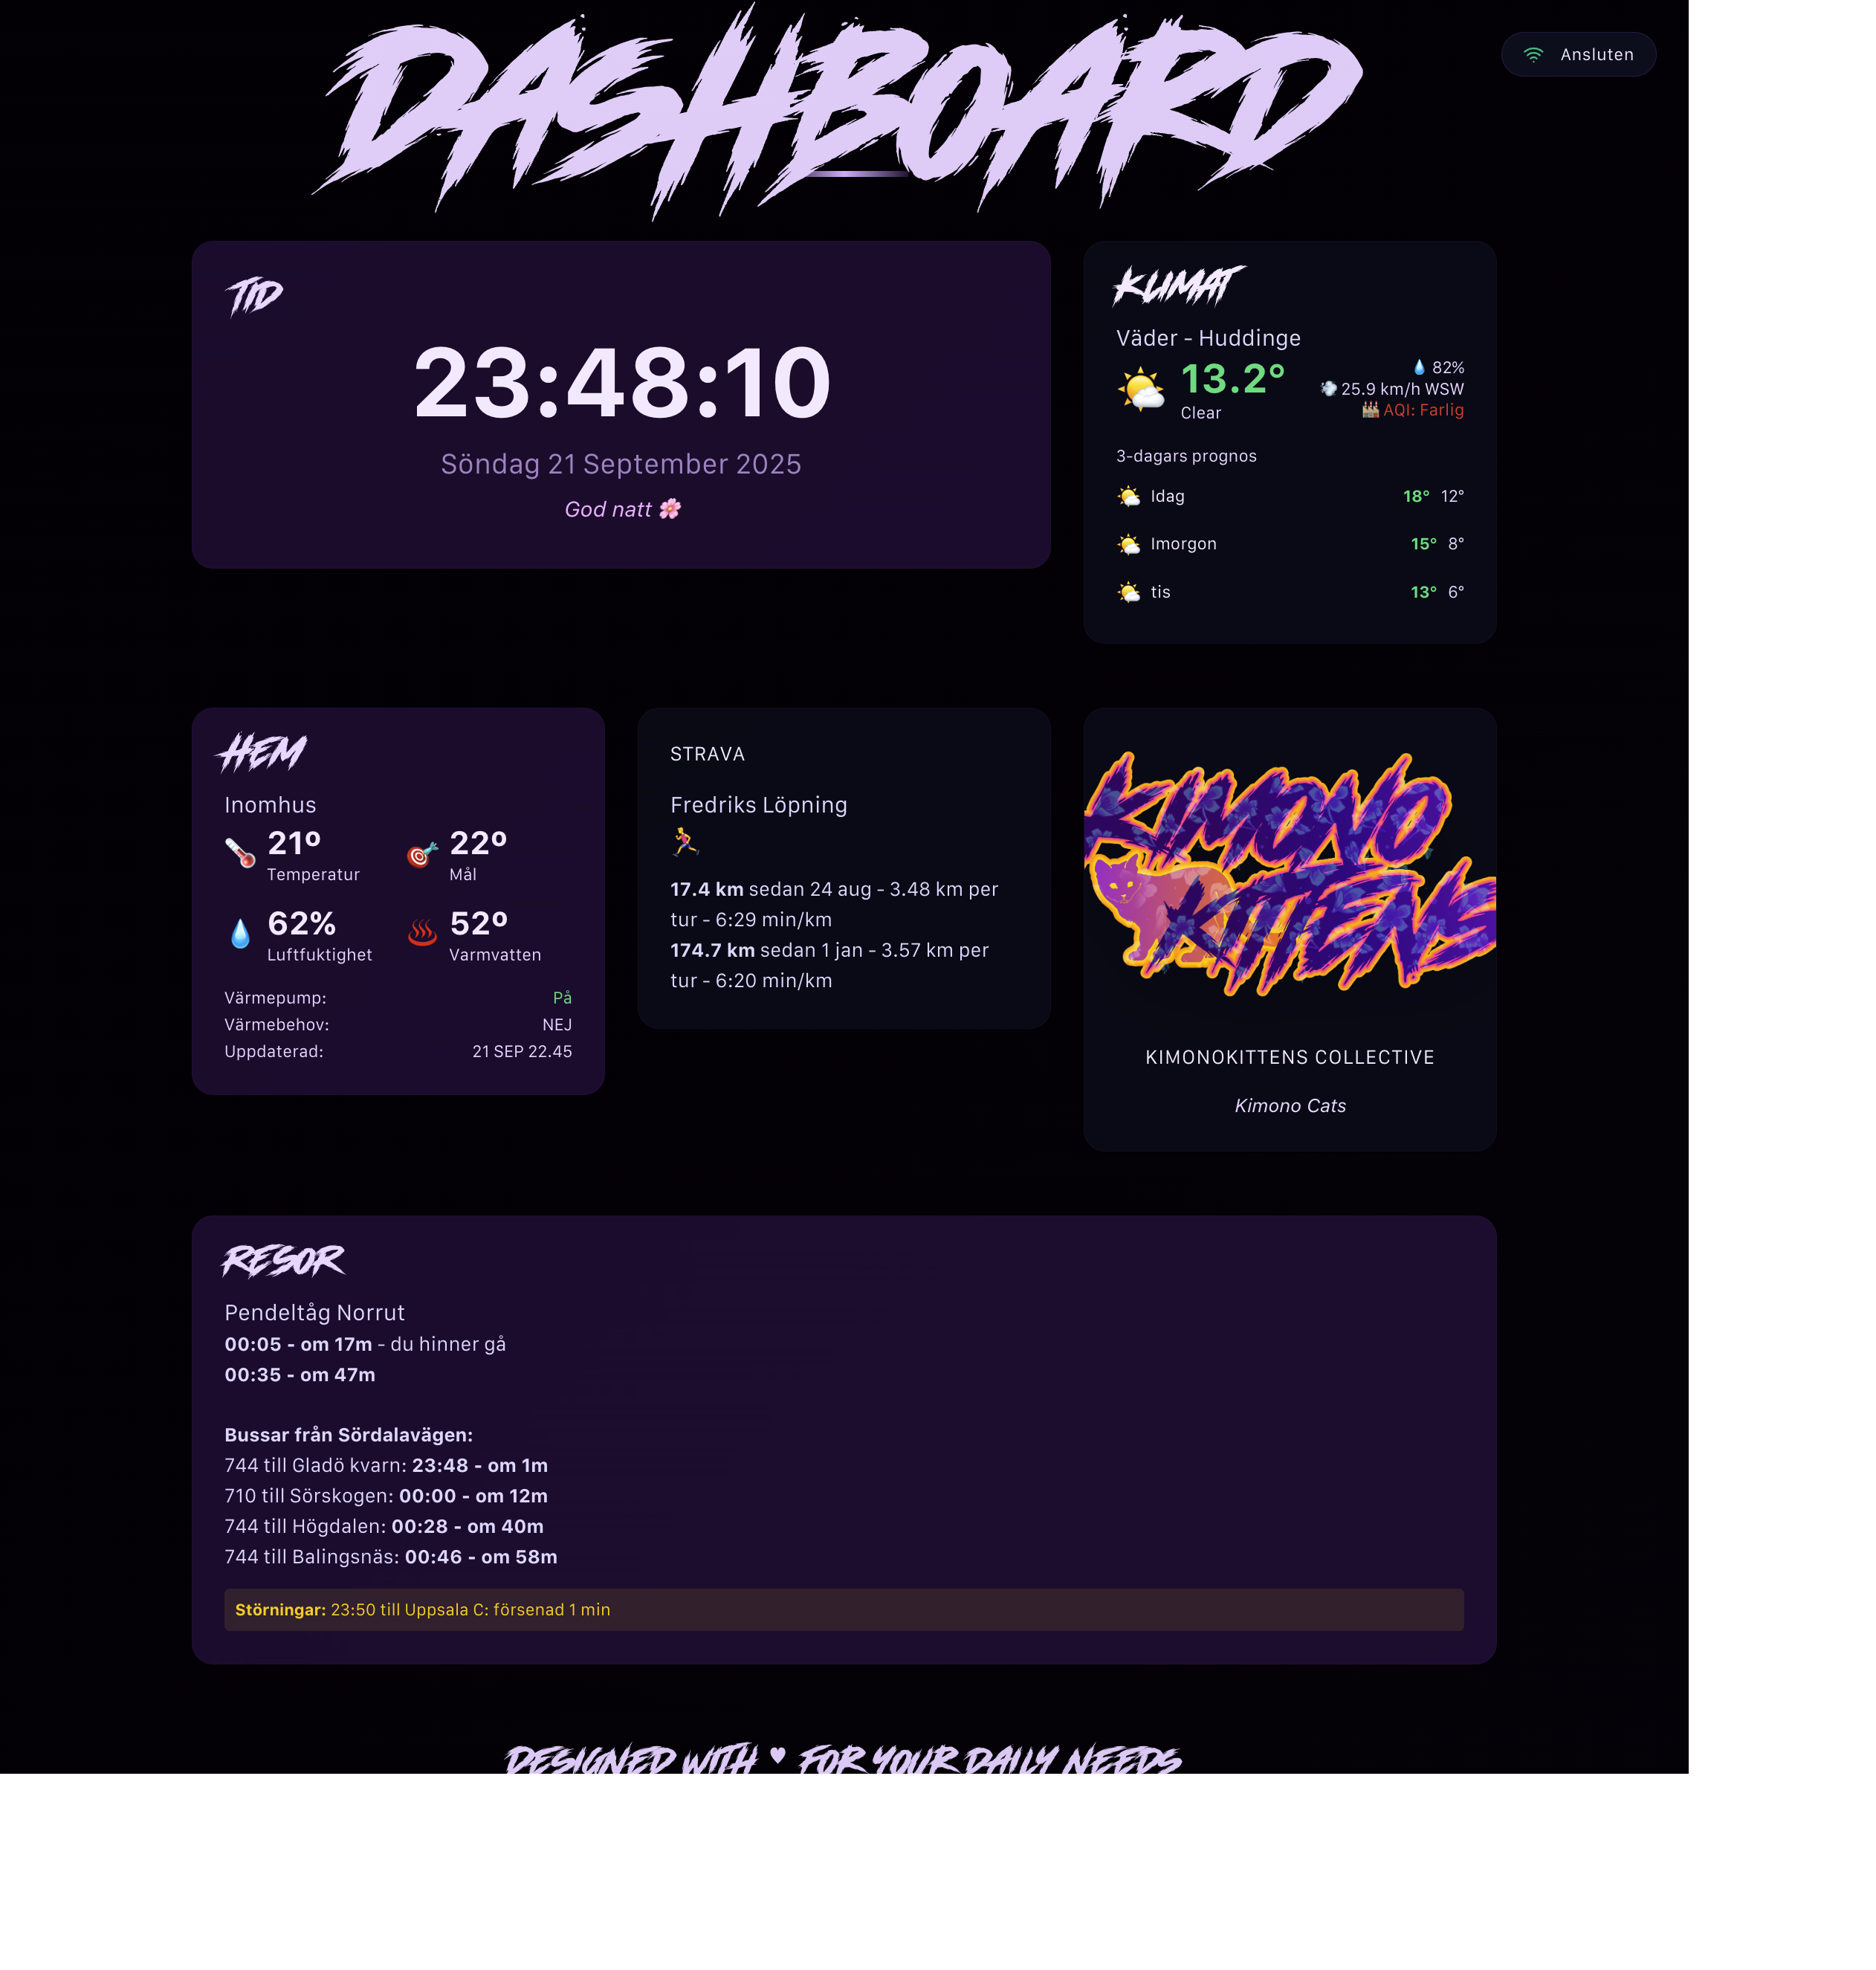 DASHBOARD
Ansluten
TID
23:48:10
Söndag 21 September 2025
God natt 🌸
KLIMAT
Väder - Huddinge
13.2°
Clear
💧 82%
💨 25.9 km/h WSW
🏭 AQI: Farlig
3-dagars prognos
Idag 18° 12°
Imorgon 15° 8°
tis 13° 6°
HEM
Inomhus
21º
Temperatur
22º
Mål
62%
Luftfuktighet
52º
Varmvatten
Värmepump: På
Värmebehov: NEJ
Uppdaterad: 21 SEP 22.45
STRAVA
Fredriks Löpning
17.4 km sedan 24 aug - 3.48 km per
tur - 6:29 min/km
174.7 km sedan 1 jan - 3.57 km per
tur - 6:20 min/km
KIMONO
KITTENS
KIMONOKITTENS COLLECTIVE
Kimono Cats
RESOR
Pendeltåg Norrut
00:05 - om 17m - du hinner gå
00:35 - om 47m
Bussar från Sördalavägen:
744 till Gladö kvarn: 23:48 - om 1m
710 till Sörskogen: 00:00 - om 12m
744 till Högdalen: 00:28 - om 40m
744 till Balingsnäs: 00:46 - om 58m
Störningar: 23:50 till Uppsala C: försenad 1 min
DESIGNED WITH ♥ FOR YOUR DAILY NEEDS